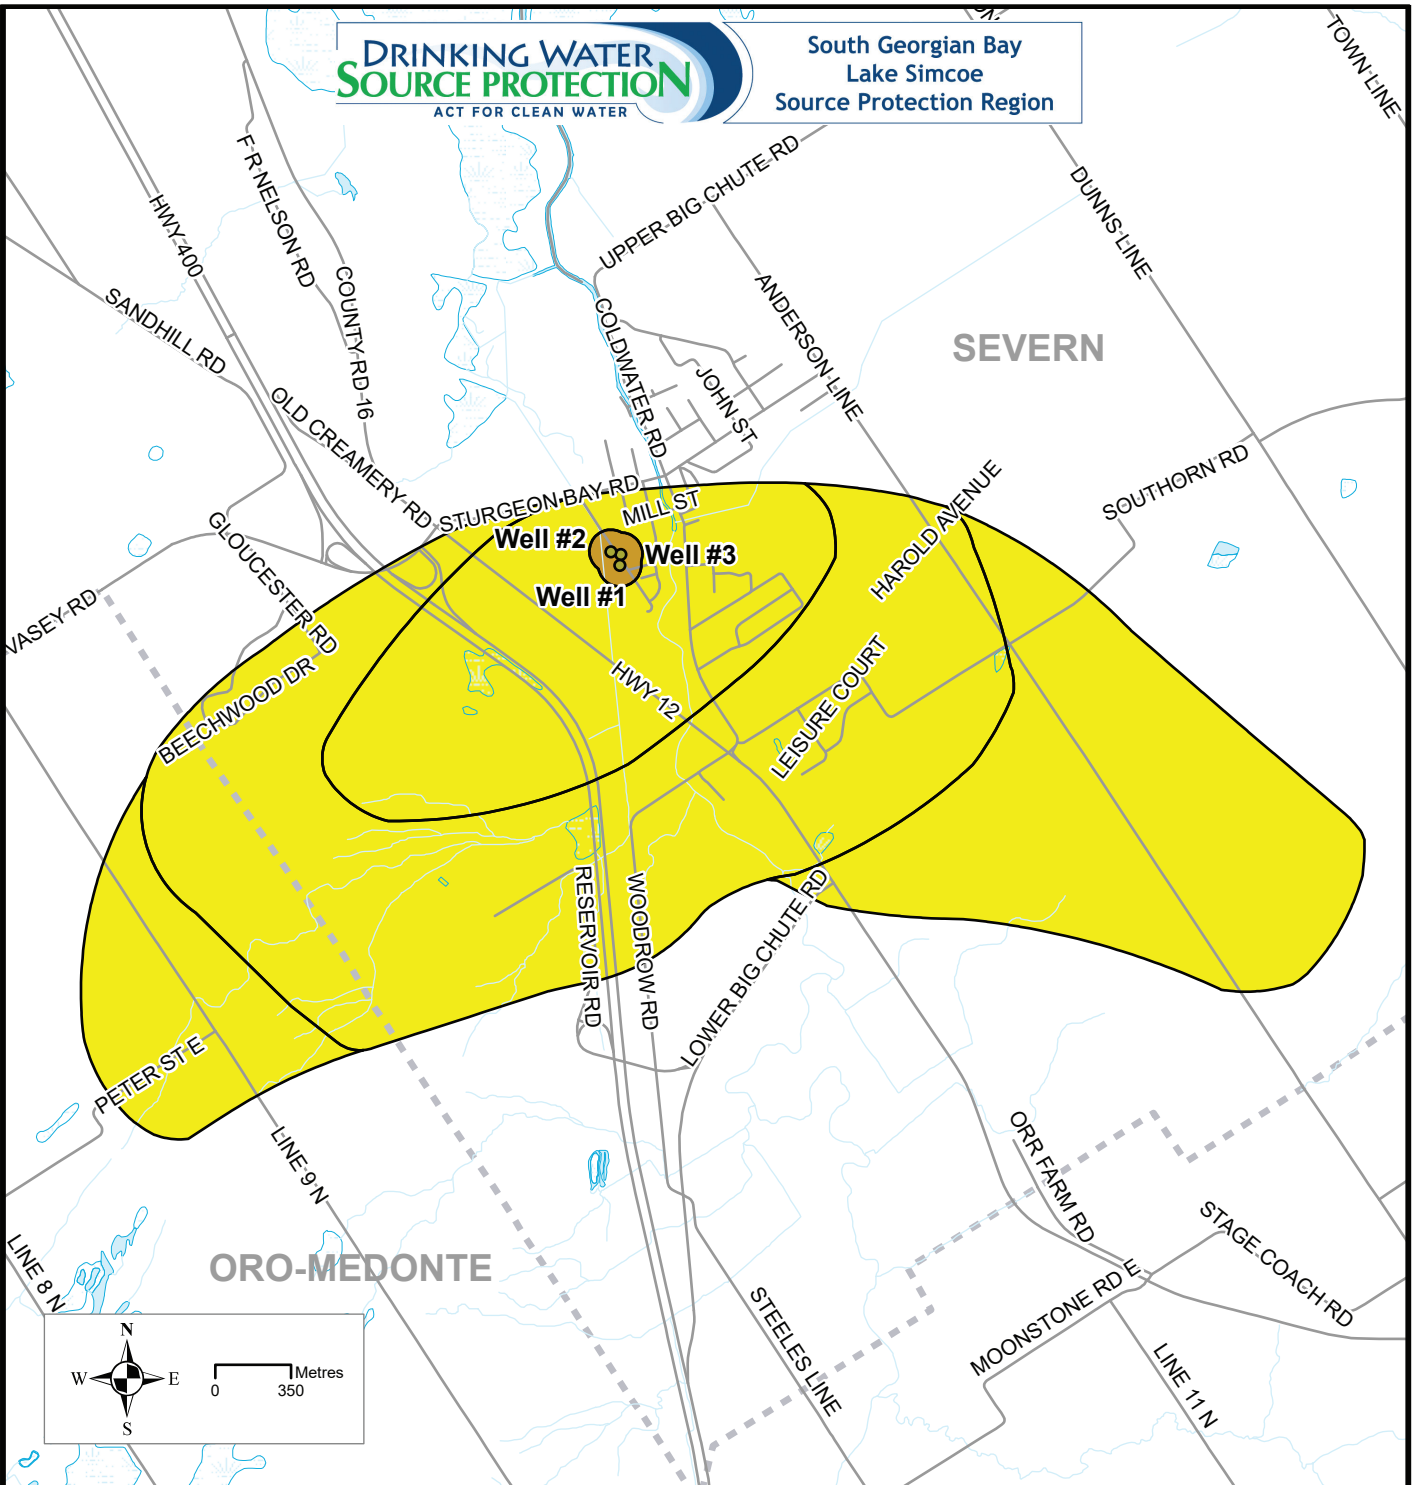 DRINKING WATER
SOURCE PROTECTION
ACT FOR CLEAN WATER
South Georgian Bay
Lake Simcoe
Source Protection Region
TOWN LINE
F R NELSON RD
HWY 400
UPPER BIG CHUTE RD
DUNNS LINE
SANDHILL RD
COUNTY RD 16
COLDWATER RD
ANDERSON LINE
SEVERN
JOHN ST
OLD CREAMERY RD
STURGEON BAY RD
MILL ST
HAROLD AVENUE
SOUTHORN RD
GLOUCESTER RD
Well #2
Well #3
Well #1
VASEY RD
BEECHWOOD DR
HWY 12
LEISURE COURT
RESERVOIR RD
WOODROW RD
LOWER BIG CHUTE RD
PETER ST E
LINE 9 N
ORR FARM RD
STAGE COACH RD
LINE 8 N
ORO-MEDONTE
MOONSTONE RD E
STEELES LINE
LINE 11 N
N
W
E
S
Metres
0
350